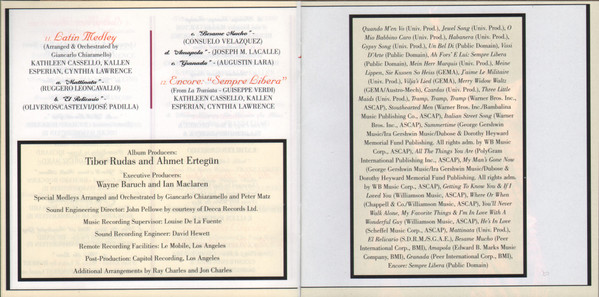 11 Latin Medley
(Arranged & Orchestrated by
Giancarlo Chiaramello)
KATHLEEN CASSELLO, KALLEN
ESPERIAN, CYNTHIA LAWRENCE
a. "Mattinata" -
(RUGGERO LEONCAVALLO)
b. "El Relicario" -
(OLIVEROS/CASTELVI/JOSÉ PADILLA)
c. "Besame Mucho" -
(CONSUELO VELAZQUEZ)
d. "Amapola" - (JOSEPH M. LACALLE)
e. "Granada" - (AUGUSTIN LARA)
12 Encore: "Sempre Libera"
(From La Traviata - GUISEPPE VERDI)
KATHLEEN CASSELLO, KALLEN
ESPERIAN, CYNTHIA LAWRENCE
Album Producers:
Tibor Rudas and Ahmet Ertegün
Executive Producers:
Wayne Baruch and Ian Maclaren
Special Medleys Arranged and Orchestrated by Giancarlo Chiaramello and Peter Matz
Sound Engineering Director: John Pellowe by courtesy of Decca Records Ltd.
Music Recording Supervisor: Louise De La Fuente
Sound Recording Engineer: David Hewett
Remote Recording Facilities: Le Mobile, Los Angeles
Post-Production: Capitol Recording, Los Angeles
Additional Arrangements by Ray Charles and Jon Charles
Quando M'en Vo (Univ. Prod.), Jewel Song (Univ. Prod.), O
Mio Babbino Caro (Univ. Prod.), Habanera (Univ. Prod.),
Gypsy Song (Univ. Prod.), Un Bel Di (Public Domain), Vissi
D'Arte (Public Domain), Ah Fors' E Lui: Sempre Libera
(Public Domain), Mein Herr Marquis (Univ. Prod.), Meine
Lippen, Sie Kussen So Heiss (GEMA), J'aime Le Militaire
(Univ. Prod.), Vilja's Lied (GEMA), Merry Widow Waltz
(GEMA/Austro-Mech), Czardas (Univ. Prod.), Three Little
Maids (Univ. Prod.), Tramp, Tramp, Tramp (Warner Bros. Inc.,
ASCAP), Stouthearted Men (Warner Bros. Inc./Bambalina
Music Publishing Co., ASCAP), Italian Street Song (Warner
Bros. Inc., ASCAP), Summertime (George Gershwin
Music/Ira Gershwin Music/Dubose & Dorothy Heyward
Memorial Fund Publishing. All rights adm. by WB Music
Corp., ASCAP), All The Things You Are (PolyGram
International Publishing Inc., ASCAP), My Man's Gone Now
(George Gershwin Music/Ira Gershwin Music/Dubose &
Dorothy Heyward Memorial Fund Publishing. All rights adm.
by WB Music Corp., ASCAP), Getting To Know You & If I
Loved You (Williamson Music, ASCAP), Where Or When
(Chappell & Co./Williamson Music, ASCAP), You'll Never
Walk Alone, My Favorite Things & I'm In Love With A
Wonderful Guy (Williamson Music, ASCAP), He's In Love
(Scheffel Music Corp., ASCAP), Mattinata (Univ. Prod.),
El Relicario (S.D.R.M./S.G.A.E.), Besame Mucho (Peer
International Corp., BMI), Amapola (Edward B. Marks Music
Company, BMI), Granada (Peer International Corp., BMI),
Encore: Sempre Libera (Public Domain)